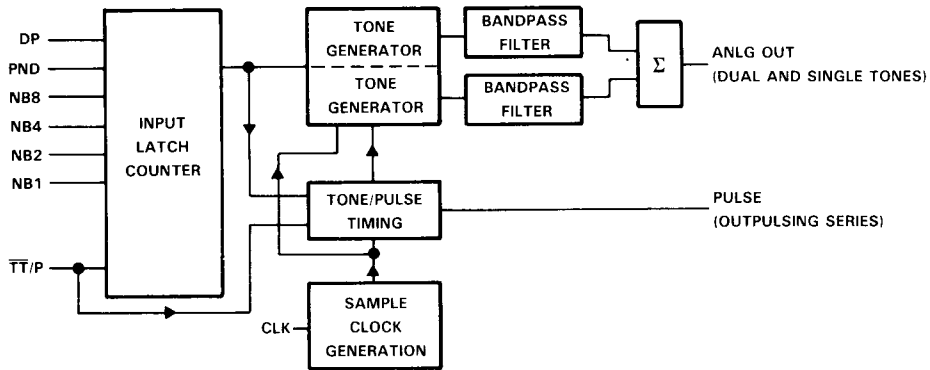 DP
PND
NB8
NB4
NB2
NB1
TT/P
INPUT
LATCH
COUNTER
TONE
GENERATOR
TONE
GENERATOR
BANDPASS
FILTER
BANDPASS
FILTER
Σ
ANLG OUT
(DUAL AND SINGLE TONES)
TONE/PULSE
TIMING
PULSE
(OUTPULSING SERIES)
CLK
SAMPLE
CLOCK
GENERATION